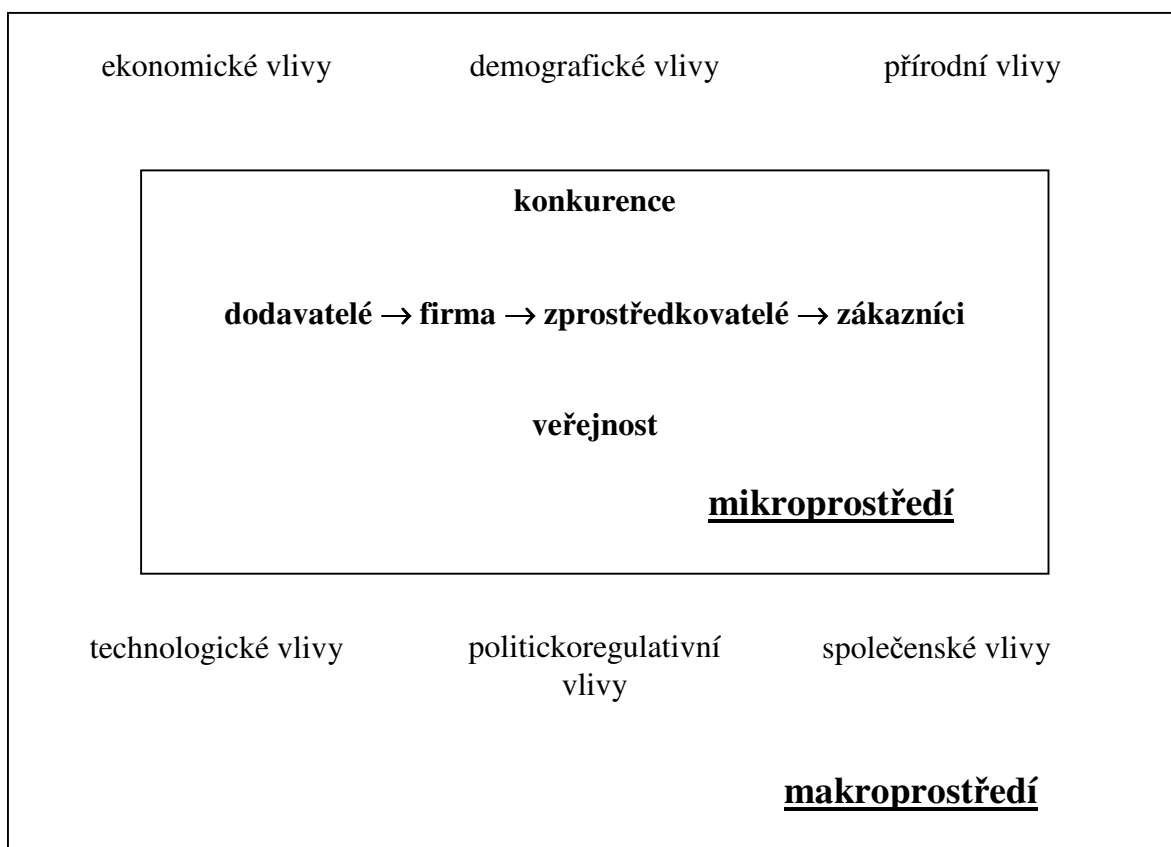 ekonomické vlivy demografické vlivy přírodní vlivy
konkurence
dodavatelé → firma → zprostředkovatelé → zákazníci
veřejnost
mikroprostředí
technologické vlivy politickoregulativní společenské vlivy
vlivy
makroprostředí